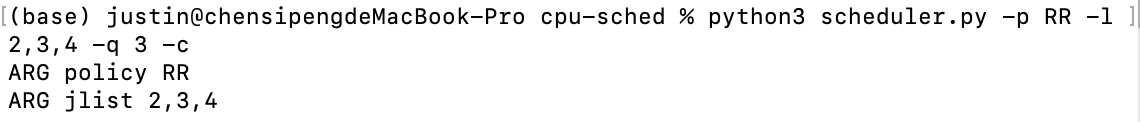 [(base) justin@chensipengdeMacBook-Pro cpu-sched % python3 scheduler.py -p RR -l ]
2,3,4 -q 3 -c
ARG policy RR
ARG jlist 2,3,4